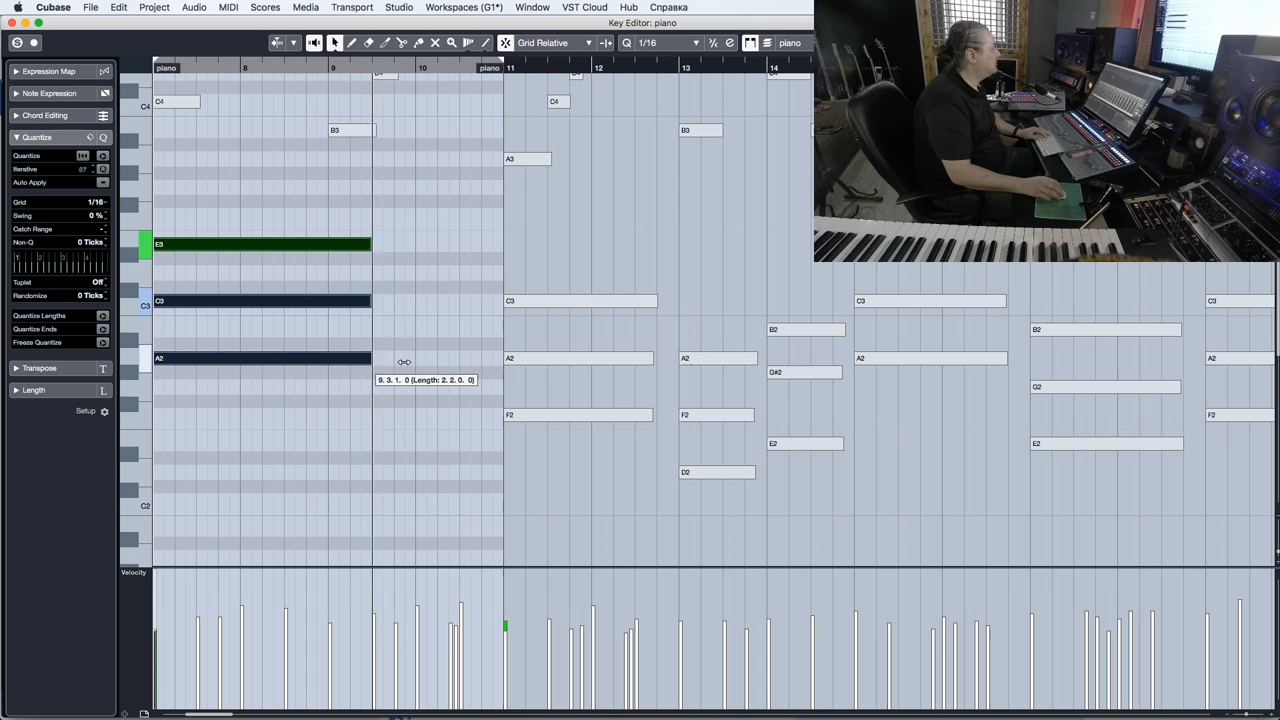 Cubase File Edit Project Audio MIDI Scores Media Transport Studio Workspaces (G1*) Window VST Cloud Hub Справка
Key Editor: piano
S Grid Relative Q 1/16 piano
Expression Map
Note Expression
Chord Editing
Quantize Q
Quantize
Iterative 67 Q
Auto Apply
Grid 1/16
Swing 0 %
Catch Range -
Non-Q 0 Ticks
1 2 3 4
Tuplet Off
Randomize 0 Ticks
Quantize Lengths
Quantize Ends
Freeze Quantize
Transpose T
Length L
Setup
piano 8 9 10 piano 11 12 13 14
C4
C4 C4
B3 B3
A3
E3
C3
C3 C3 C3 C3
B2 B2
A2 A2 A2 A2 A2
G#2
9. 3. 1. 0 (Length: 2. 2. 0. 0)
G2
F2 F2 F2
E2 E2
D2
C2
Velocity